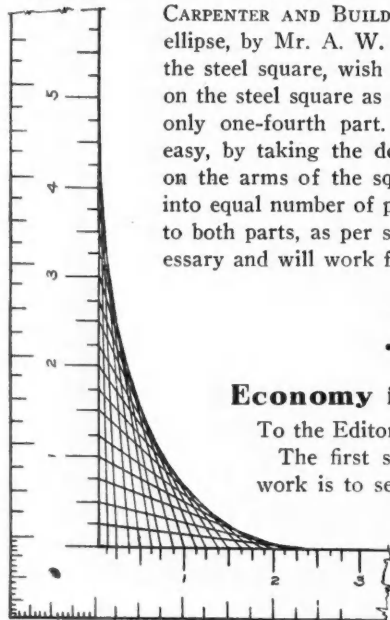 CARPENTER AND BUILD
ellipse, by Mr. A. W.
the steel square, wish
on the steel square as
only one-fourth part.
easy, by taking the de
on the arms of the sq
into equal number of p
to both parts, as per s
essary and will work f
Economy i
To the Editor
The first s
work is to se
5
4
3
2
1
1
2
3